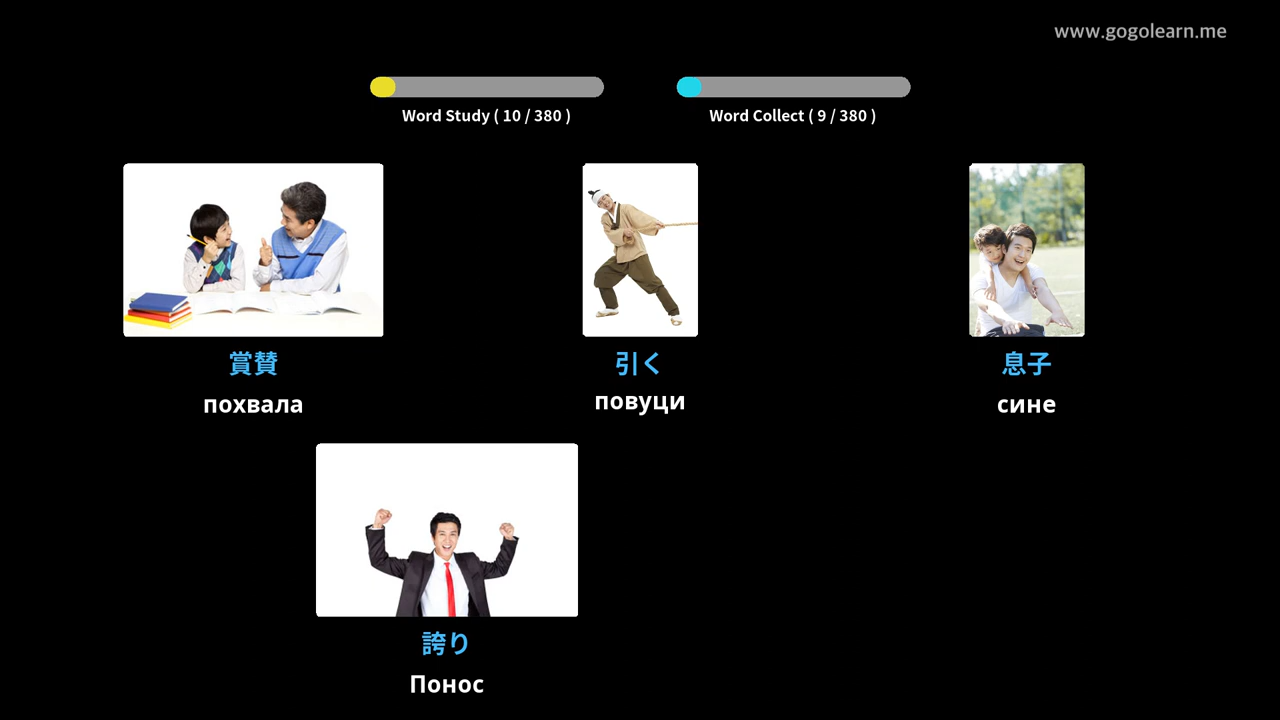 www.gogolearn.me
Word Study ( 10 / 380 )
Word Collect ( 9 / 380 )
賞賛
похвала
引く
повуци
息子
сине
誇り
Понос